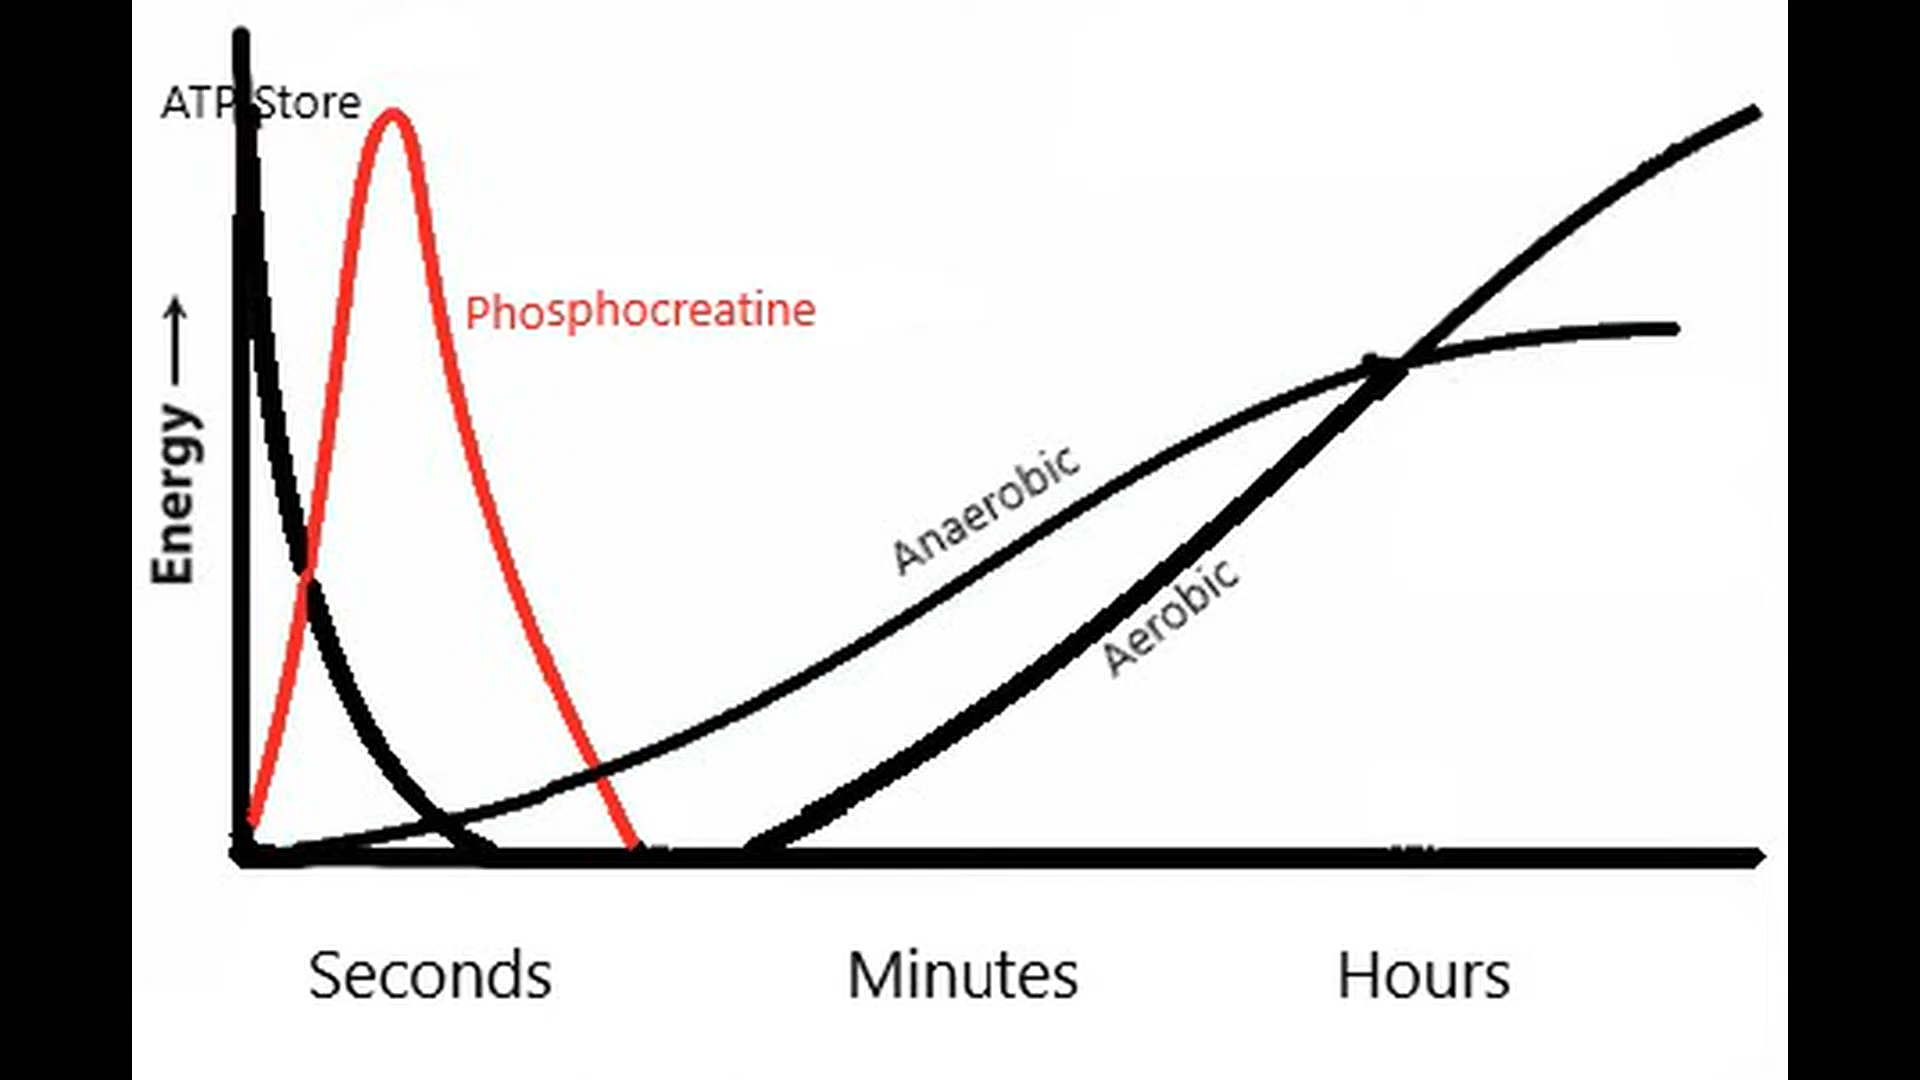 ATP Store
Phosphocreatine
Energy →
Anaerobic
Aerobic
Seconds
Minutes
Hours